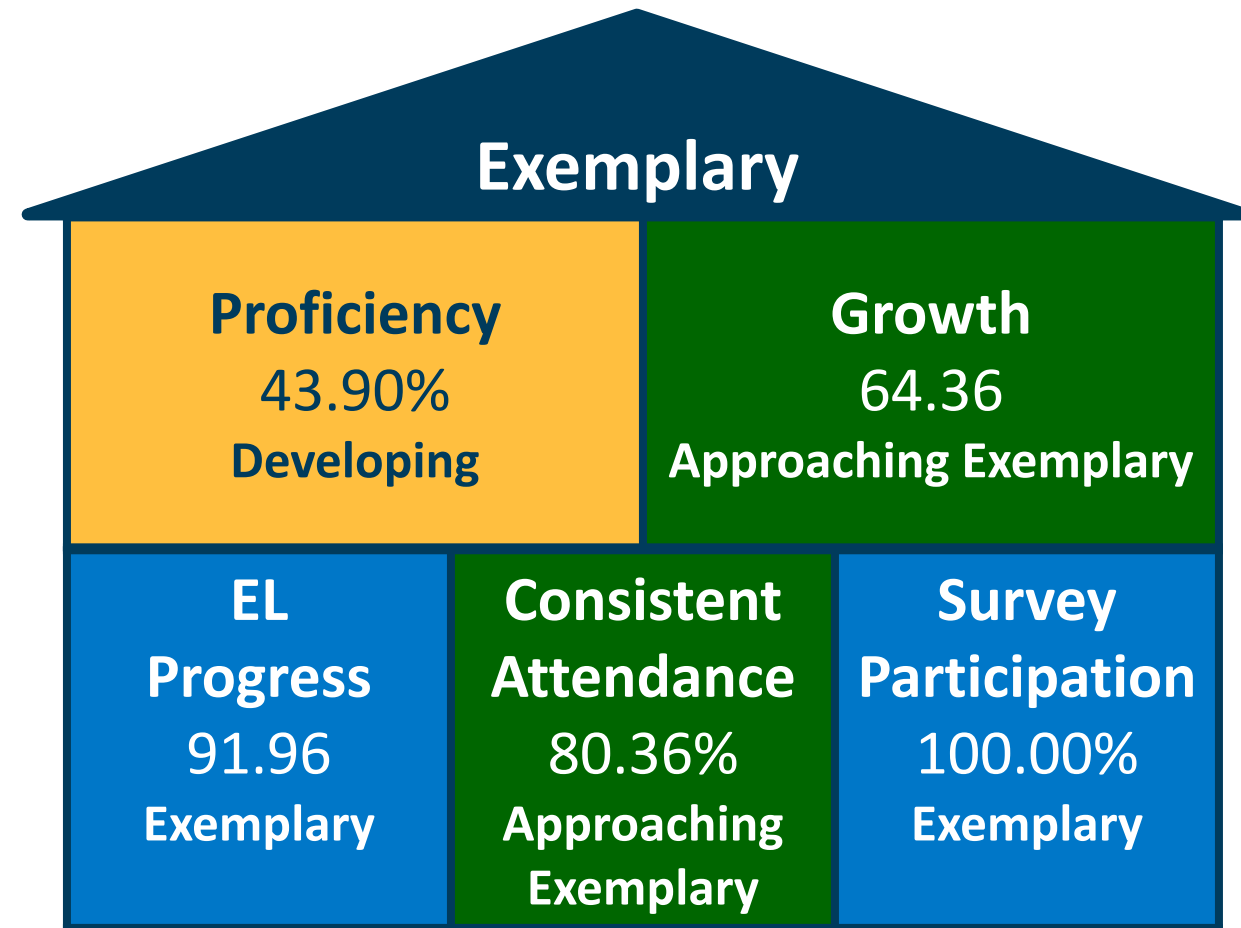 Exemplary
Proficiency
43.90%
Developing
Growth
64.36
Approaching Exemplary
EL
Progress
91.96
Exemplary
Consistent
Attendance
80.36%
Approaching
Exemplary
Survey
Participation
100.00%
Exemplary